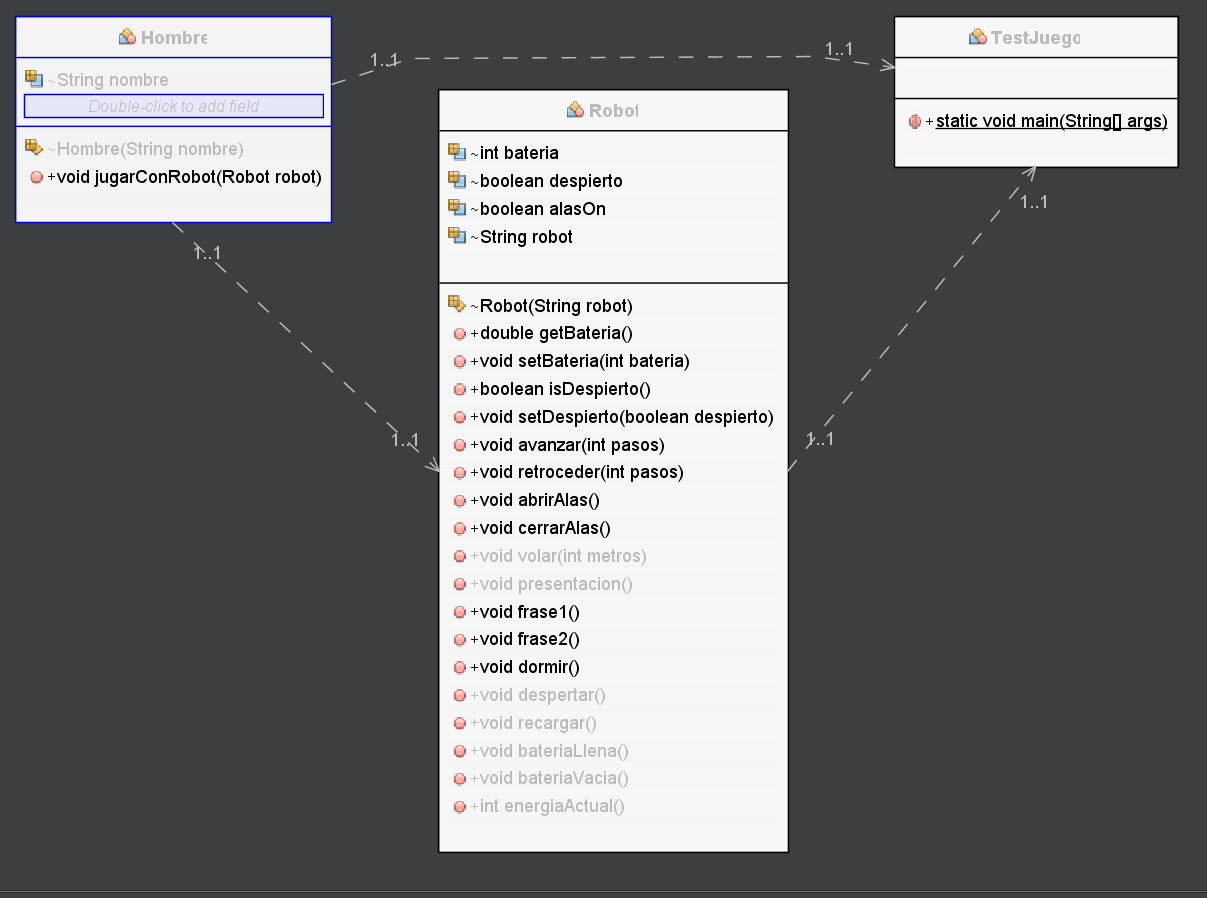 Hombre
~String nombre
Double-click to add field
~Hombre(String nombre)
+void jugarConRobot(Robot robot)
1..1
1..1
1..1
1..1
Robot
~int bateria
~boolean despierto
~boolean alasOn
~String robot
~Robot(String robot)
+double getBateria()
+void setBateria(int bateria)
+boolean isDespierto()
+void setDespierto(boolean despierto)
+void avanzar(int pasos)
+void retroceder(int pasos)
+void abrirAlas()
+void cerrarAlas()
+void volar(int metros)
+void presentacion()
+void frase1()
+void frase2()
+void dormir()
+void despertar()
+void recargar()
+void bateriaLlena()
+void bateriaVacia()
+int energiaActual()
1..1
1..1
TestJuego
+static void main(String[] args)